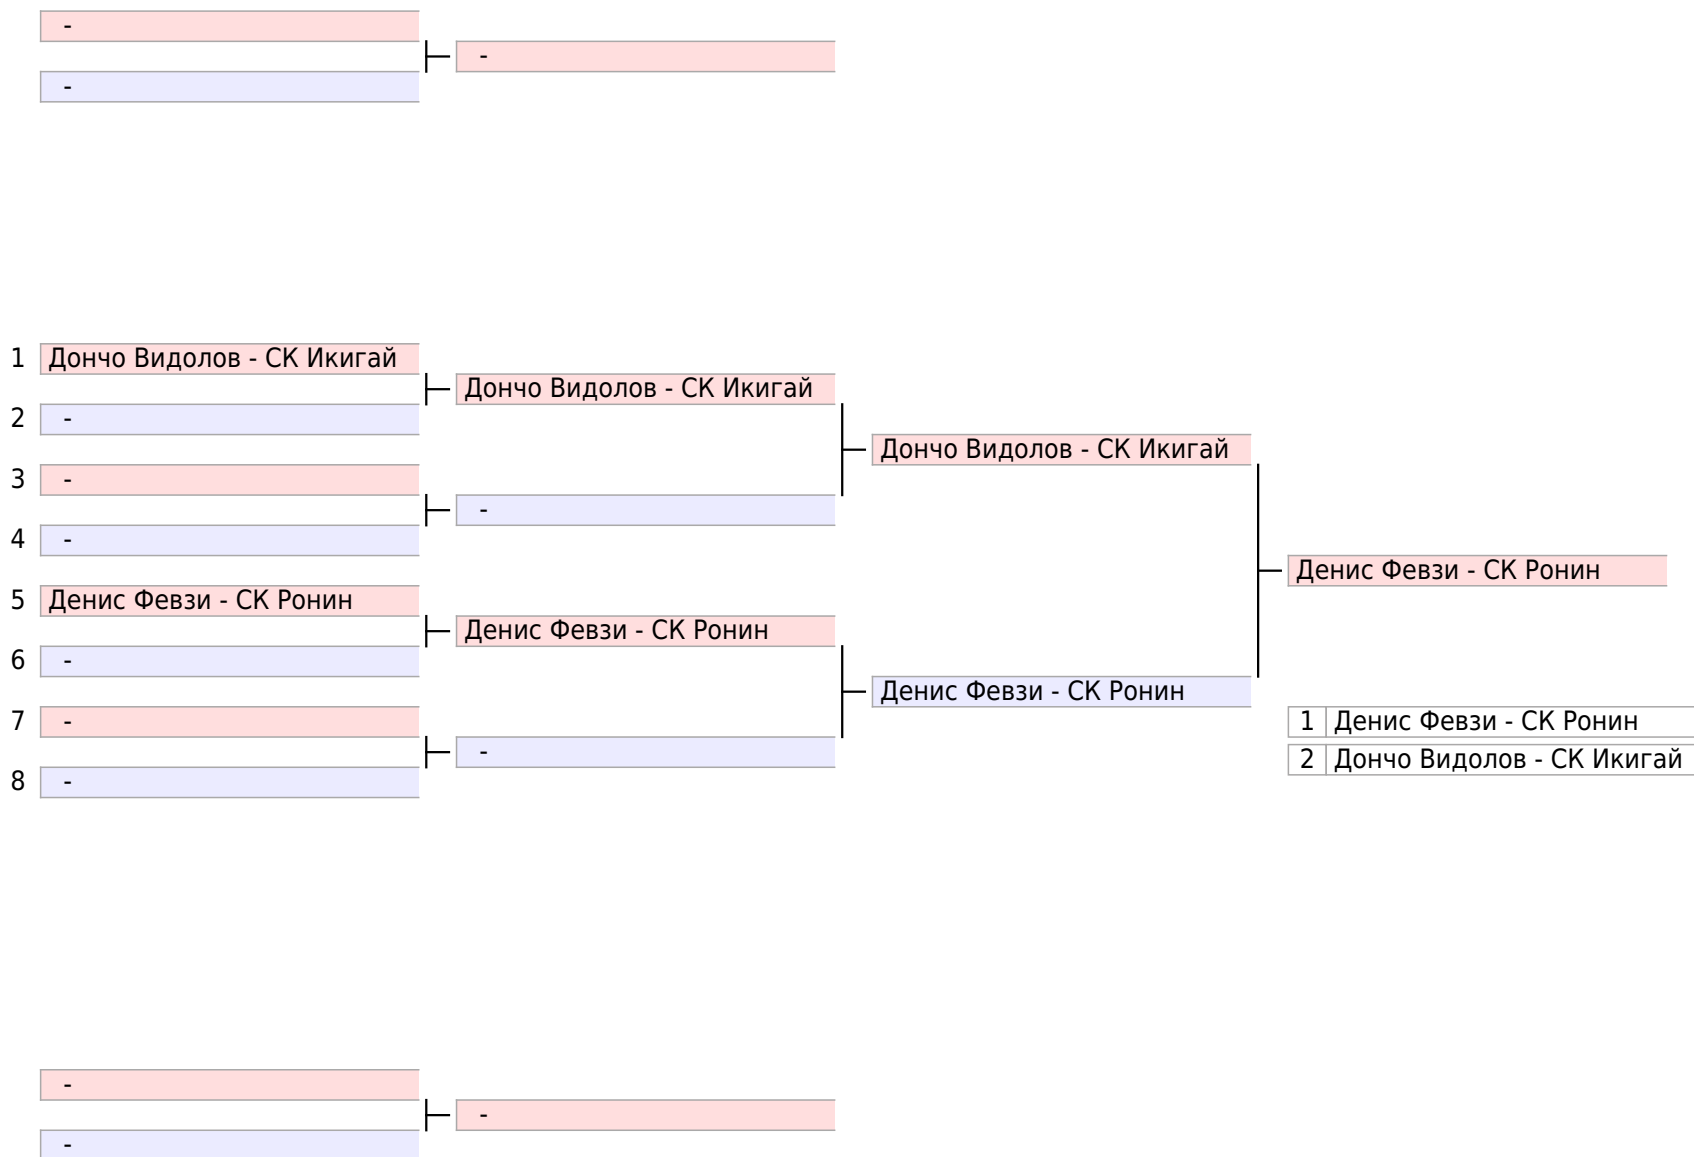 -
-
-
1 Дончо Видолов - СК Икигай
Дончо Видолов - СК Икигай
2 -
Дончо Видолов - СК Икигай
3 -
-
4 -
Денис Февзи - СК Ронин
5 Денис Февзи - СК Ронин
Денис Февзи - СК Ронин
6 -
Денис Февзи - СК Ронин
7 -
1 Денис Февзи - СК Ронин
-
2 Дончо Видолов - СК Икигай
8 -
-
-
-